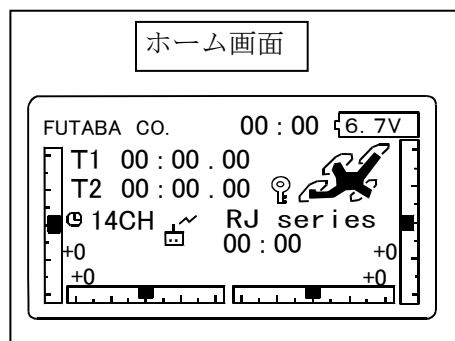 ホーム画面
FUTABA CO. 00:00 6.7V
T1 00:00.00
T2 00:00.00
14CH RJ series
+0 00:00 +0
+0 +0